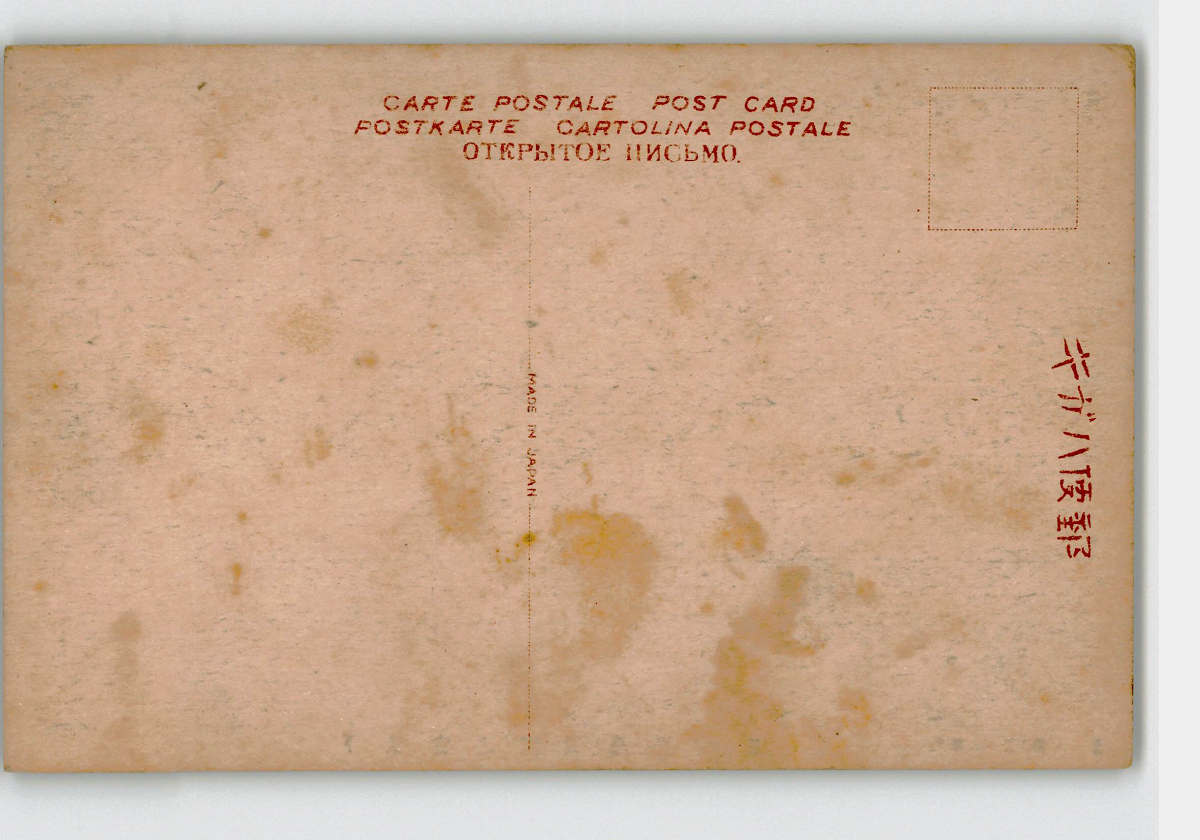 CARTE POSTALE POST CARD
POSTKARTE CARTOLINA POSTALE
ОТКРЫТОЕ ПИСЬМО.
MADE IN JAPAN
郵便ハガキ